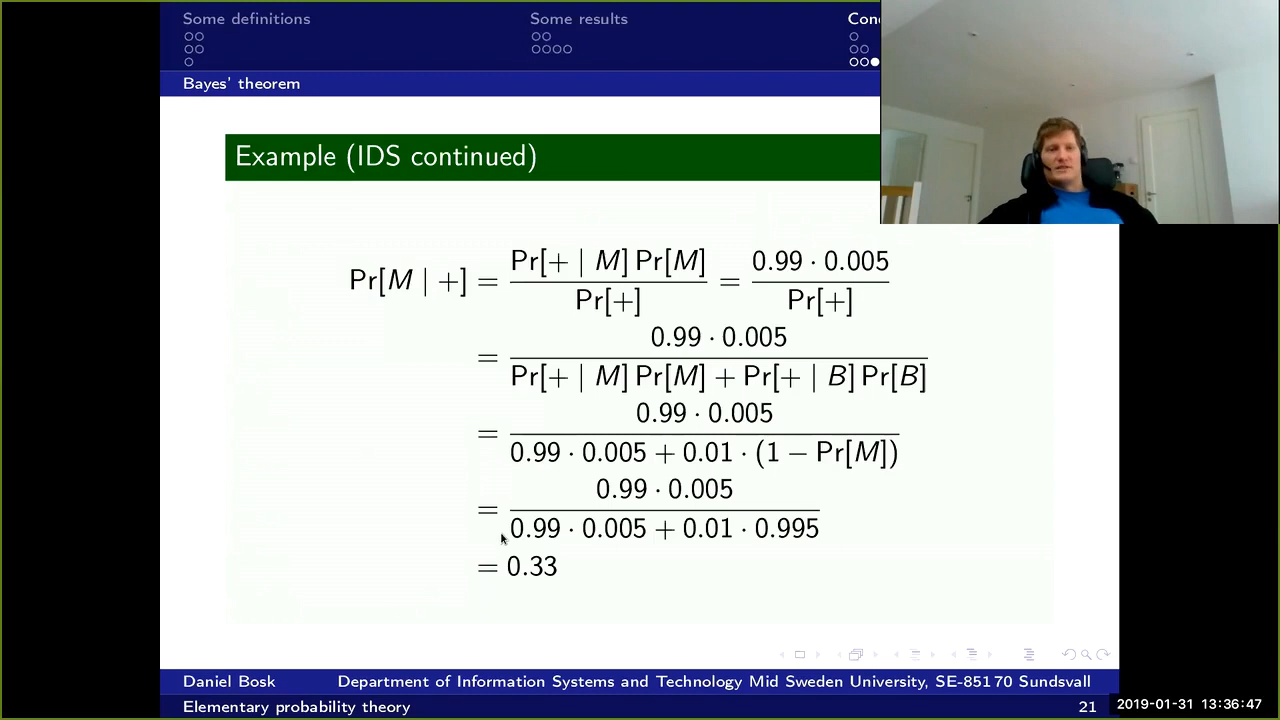 Some definitions Some results Con
Bayes' theorem
Example (IDS continued)
Pr[M | +] = Pr[+ | M] Pr[M] / Pr[+] = 0.99 · 0.005 / Pr[+]
= 0.99 · 0.005 / Pr[+ | M] Pr[M] + Pr[+ | B] Pr[B]
= 0.99 · 0.005 / 0.99 · 0.005 + 0.01 · (1 − Pr[M])
= 0.99 · 0.005 / 0.99 · 0.005 + 0.01 · 0.995
= 0.33
Daniel Bosk Department of Information Systems and Technology Mid Sweden University, SE-851 70 Sundsvall
Elementary probability theory 21
2019-01-31 13:36:47